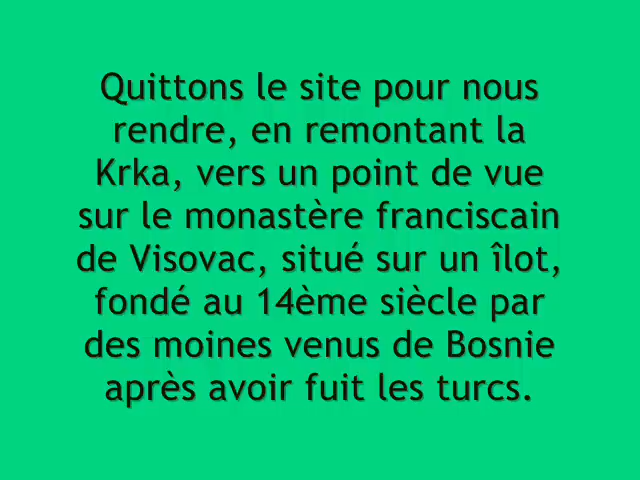 Quittons le site pour nous
rendre, en remontant la
Krka, vers un point de vue
sur le monastère franciscain
de Visovac, situé sur un îlot,
fondé au 14ème siècle par
des moines venus de Bosnie
après avoir fuit les turcs.